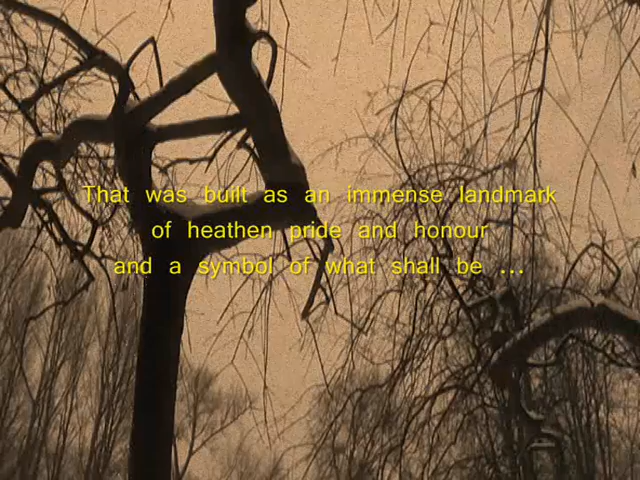 That was built as an immense landmark
of heathen pride and honour
and a symbol of what shall be ...